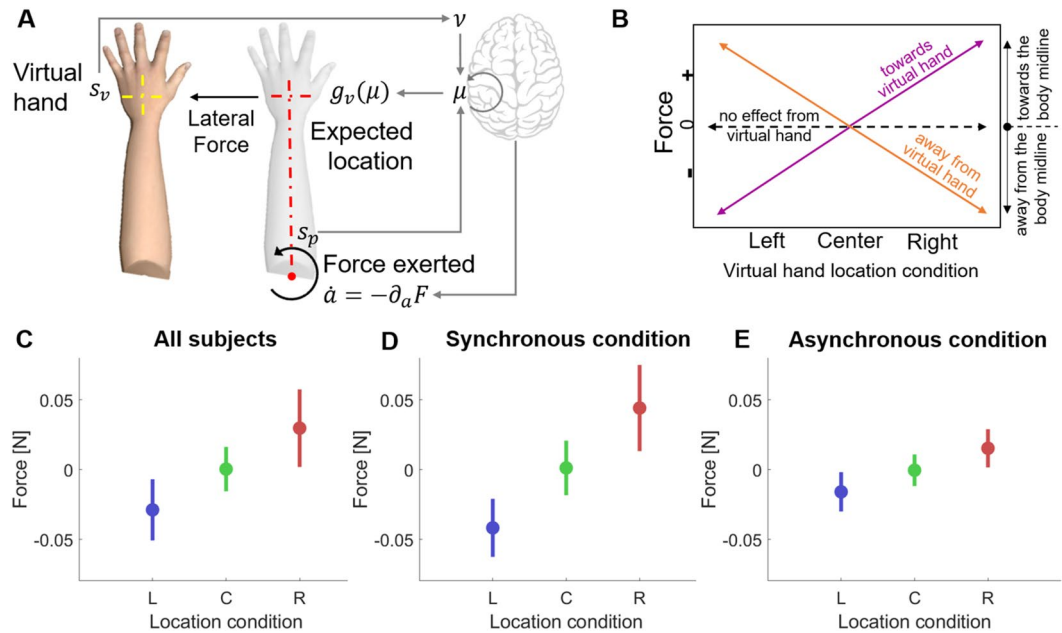 A
Virtual
hand
s_v
Lateral
Force
g_v(μ)
Expected
location
ν
μ
s_p
Force exerted
ȧ = −∂_aF
B
Force
+
0
-
towards
virtual hand
no effect from
virtual hand
away from
virtual hand
towards the
body midline
away from the
body midline
Left Center Right
Virtual hand location condition
C All subjects
Force [N]
0.05
0
-0.05
L C R
Location condition
D Synchronous condition
Force [N]
0.05
0
-0.05
L C R
Location condition
E Asynchronous condition
Force [N]
0.05
0
-0.05
L C R
Location condition